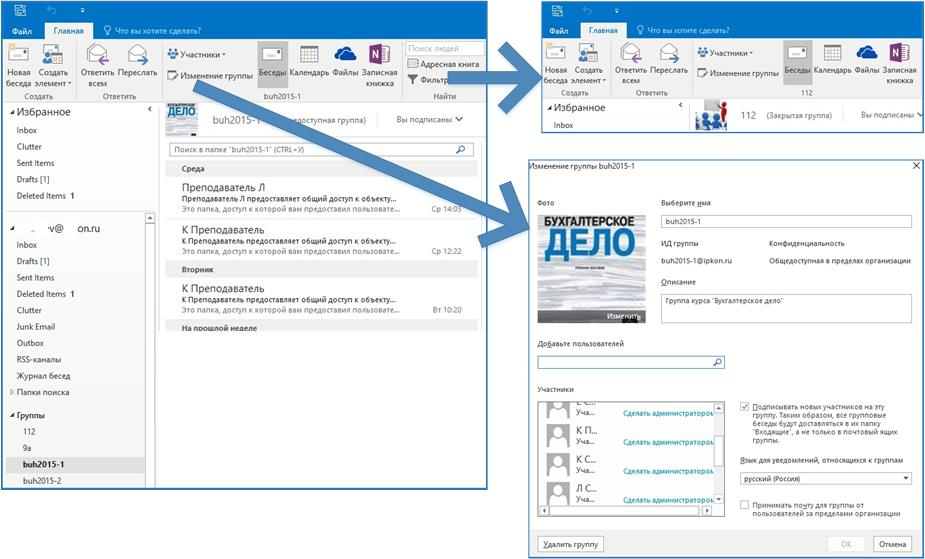 Файл
Главная
Что вы хотите сделать?
Новая беседа
Создать элемент
Создать
Ответить всем
Переслать
Ответить
Участники
Изменение группы
Беседы
Календарь
Файлы
Записная книжка
buh2015-1
Поиск людей
Адресная книга
Фильтр
Найти
Избранное
Inbox
Clutter
Sent Items
Drafts [1]
Deleted Items 1
ev@ on.ru
Inbox
Drafts [1]
Sent Items
Deleted Items 1
Clutter
Junk Email
Outbox
RSS-каналы
Журнал бесед
Папки поиска
Группы
112
9а
buh2015-1
buh2015-2
БУХГАЛТЕРСКОЕ
ДЕЛО
buh2015-1
доступная группа)
Вы подписаны
Поиск в папке "buh2015-1" (CTRL+У)
Среда
Преподаватель Л
Преподаватель Л предоставляет общий доступ к объекту...
Это папка, доступ к которой вам предоставил пользовате...
Ср 14:03
К Преподаватель
К Преподаватель предоставляет общий доступ к объекту...
Это папка, доступ к которой вам предоставил пользовате...
Ср 12:22
Вторник
К Преподаватель
К Преподаватель предоставляет общий доступ к объекту...
Это папка, доступ к которой вам предоставил пользовате...
Вт 10:20
На прошлой неделе
Файл
Главная
Что вы хотите сделать?
Новая беседа
Создать элемент
Создать
Ответить всем
Переслать
Ответить
Участники
Изменение группы
Беседы
Календарь
Файлы
Записная книжка
112
Избранное
Inbox
112
(Закрытая группа)
Вы подписаны
Изменение группы buh2015-1
Фото
БУХГАЛТЕРСКОЕ
ДЕЛО
Изменить
Выберите имя
buh2015-1
ИД группы
Конфиденциальность
buh2015-1@ipkon.ru
Общедоступная в пределах организации
Описание
Группа курса "Бухгалтерское дело"
Добавьте пользователей
Участники
Уча...
Сделать администратором
К П...
Уча...
Сделать администратором
К С...
Уча...
Сделать администратором
Л С...
Уча...
Сделать администратором
Подписывать новых участников на эту
группу. Таким образом, все групповые
беседы будут доставляться в их папку
"Входящие", а не только в почтовый ящик
группы.
Язык для уведомлений, относящихся к группам
русский (Россия)
Принимать почту для группы от
пользователей за пределами организации
Удалить группу
ОК
Отмена